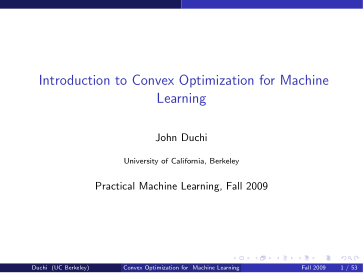 Introduction to Convex Optimization for Machine
Learning
John Duchi
University of California, Berkeley
Practical Machine Learning, Fall 2009
Duchi (UC Berkeley) Convex Optimization for Machine Learning Fall 2009 1 / 53